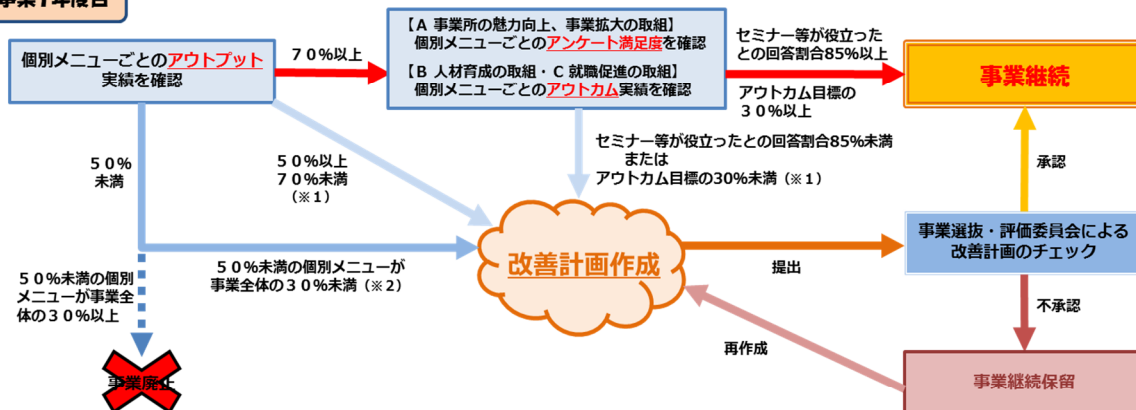 事業1年度目
個別メニューごとのアウトプット
実績を確認
70%以上
【A 事業所の魅力向上、事業拡大の取組】
個別メニューごとのアンケート満足度を確認
【B 人材育成の取組・C 就職促進の取組】
個別メニューごとのアウトカム実績を確認
セミナー等が役立った
との回答割合85%以上
アウトカム目標の
30%以上
事業継続
50%
未満
50%以上
70%未満
(※1)
セミナー等が役立ったとの回答割合85%未満
または
アウトカム目標の30%未満(※1)
承認
事業選抜・評価委員会による
改善計画のチェック
改善計画作成
提出
50%未満の個別
メニューが事業全
体の30%以上
50%未満の個別メニューが
事業全体の30%未満(※2)
不承認
再作成
事業廃止
事業継続保留